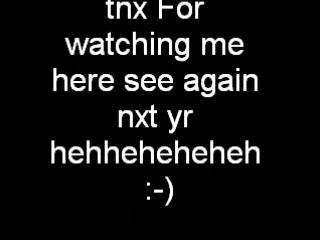 tnx For
watching me
here see again
nxt yr
hehheheheheh
:-)